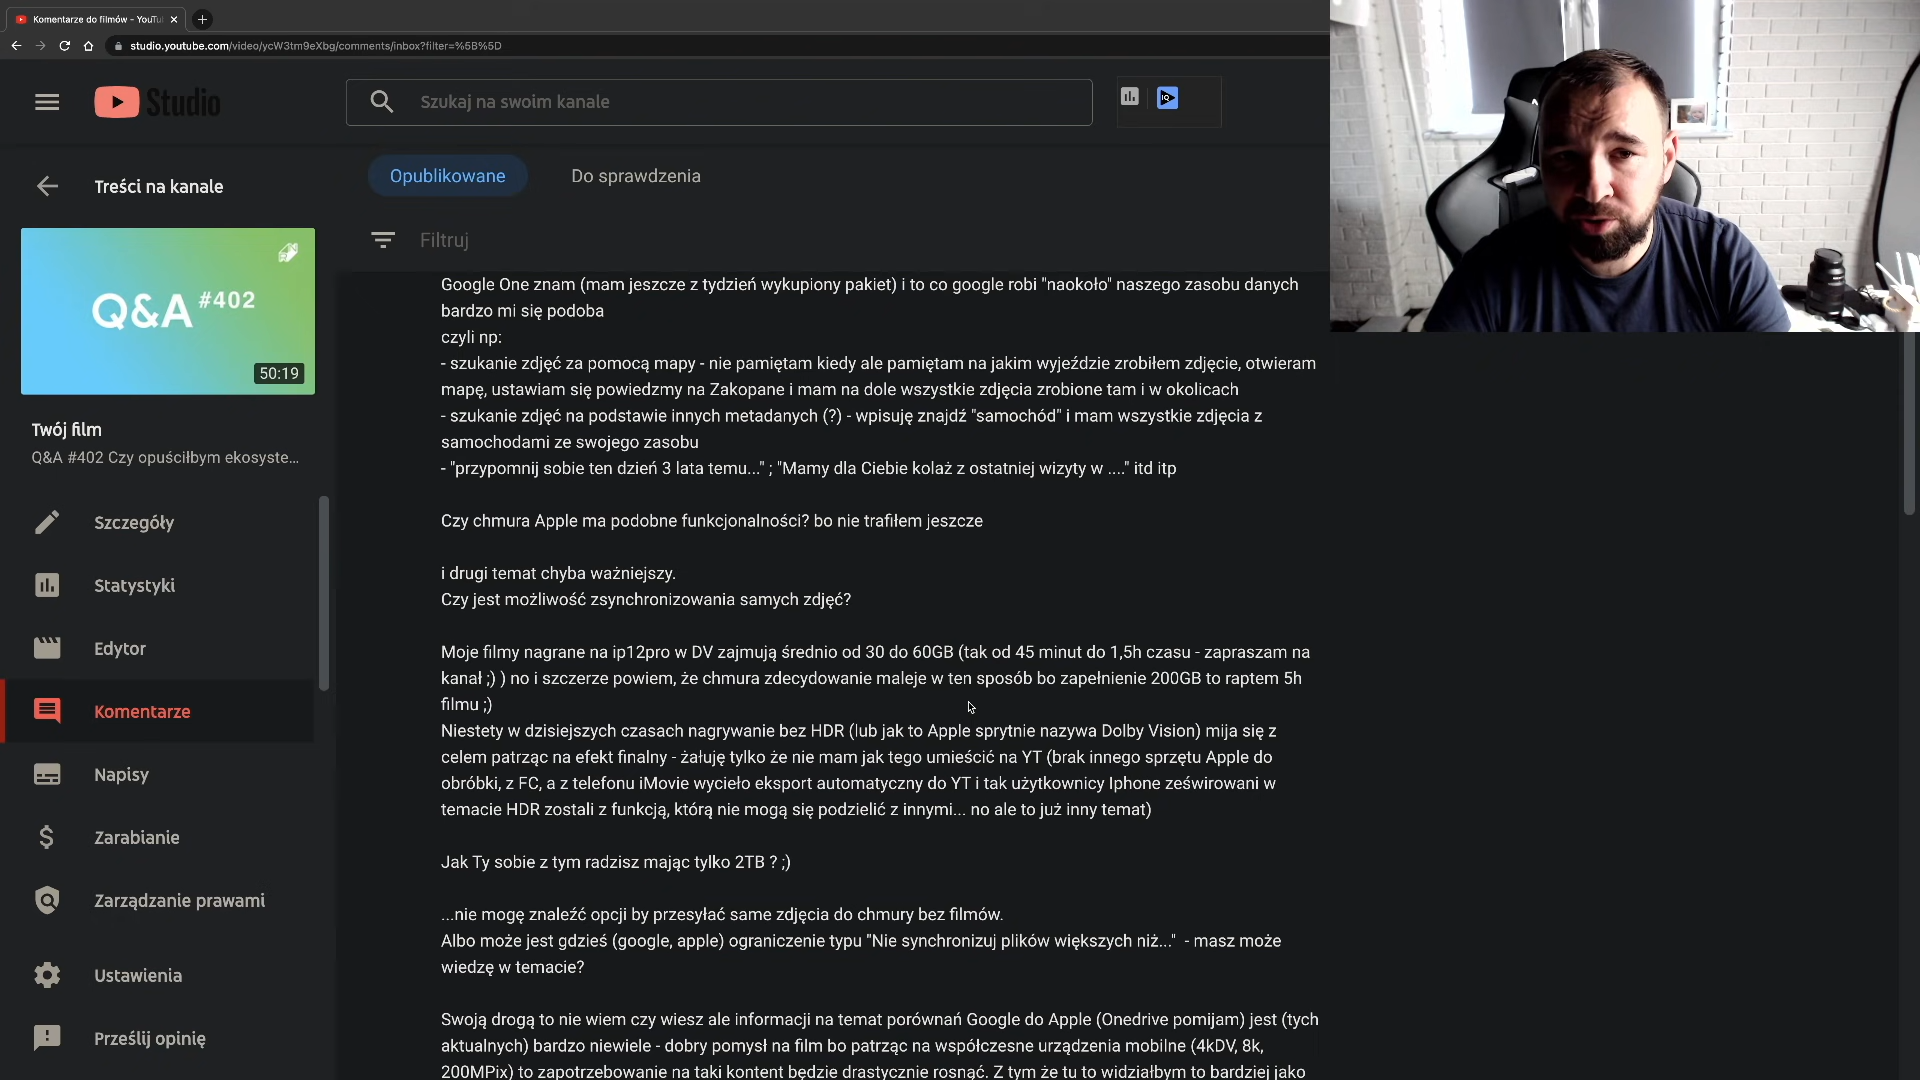 Komentarze do filmów - YouTu
studio.youtube.com/video/ycW3tm9eXbg/comments/inbox?filter=%5B%5D
Studio
Szukaj na swoim kanale
IQ
Treści na kanale
Opublikowane
Do sprawdzenia
Filtruj
Q&A #402
50:19
Twój film
Q&A #402 Czy opuściłbym ekosyste...
Szczegóły
Statystyki
Edytor
Komentarze
Napisy
Zarabianie
Zarządzanie prawami
Ustawienia
Prześlij opinię
Google One znam (mam jeszcze z tydzień wykupiony pakiet) i to co google robi "naokoło" naszego zasobu danych
bardzo mi się podoba
czyli np:
- szukanie zdjęć za pomocą mapy - nie pamiętam kiedy ale pamiętam na jakim wyjeździe zrobiłem zdjęcie, otwieram
mapę, ustawiam się powiedzmy na Zakopane i mam na dole wszystkie zdjęcia zrobione tam i w okolicach
- szukanie zdjęć na podstawie innych metadanych (?) - wpisuję znajdź "samochód" i mam wszystkie zdjęcia z
samochodami ze swojego zasobu
- "przypomnij sobie ten dzień 3 lata temu..." ; "Mamy dla Ciebie kolaż z ostatniej wizyty w ...." itd itp
Czy chmura Apple ma podobne funkcjonalności? bo nie trafiłem jeszcze
i drugi temat chyba ważniejszy.
Czy jest możliwość zsynchronizowania samych zdjęć?
Moje filmy nagrane na ip12pro w DV zajmują średnio od 30 do 60GB (tak od 45 minut do 1,5h czasu - zapraszam na
kanał ;) ) no i szczerze powiem, że chmura zdecydowanie maleje w ten sposób bo zapełnienie 200GB to raptem 5h
filmu ;)
Niestety w dzisiejszych czasach nagrywanie bez HDR (lub jak to Apple sprytnie nazywa Dolby Vision) mija się z
celem patrząc na efekt finalny - żałuję tylko że nie mam jak tego umieścić na YT (brak innego sprzętu Apple do
obróbki, z FC, a z telefonu iMovie wycieło eksport automatyczny do YT i tak użytkownicy Iphone ześwirowani w
temacie HDR zostali z funkcją, którą nie mogą się podzielić z innymi... no ale to już inny temat)
Jak Ty sobie z tym radzisz mając tylko 2TB ? ;)
...nie mogę znaleźć opcji by przesyłać same zdjęcia do chmury bez filmów.
Albo może jest gdzieś (google, apple) ograniczenie typu "Nie synchronizuj plików większych niż..." - masz może
wiedzę w temacie?
Swoją drogą to nie wiem czy wiesz ale informacji na temat porównań Google do Apple (Onedrive pomijam) jest (tych
aktualnych) bardzo niewiele - dobry pomysł na film bo patrząc na współczesne urządzenia mobilne (4kDV, 8k,
200MPix) to zapotrzebowanie na taki kontent będzie drastycznie rosnąć. Z tym że tu to widziałbym to bardziej jako